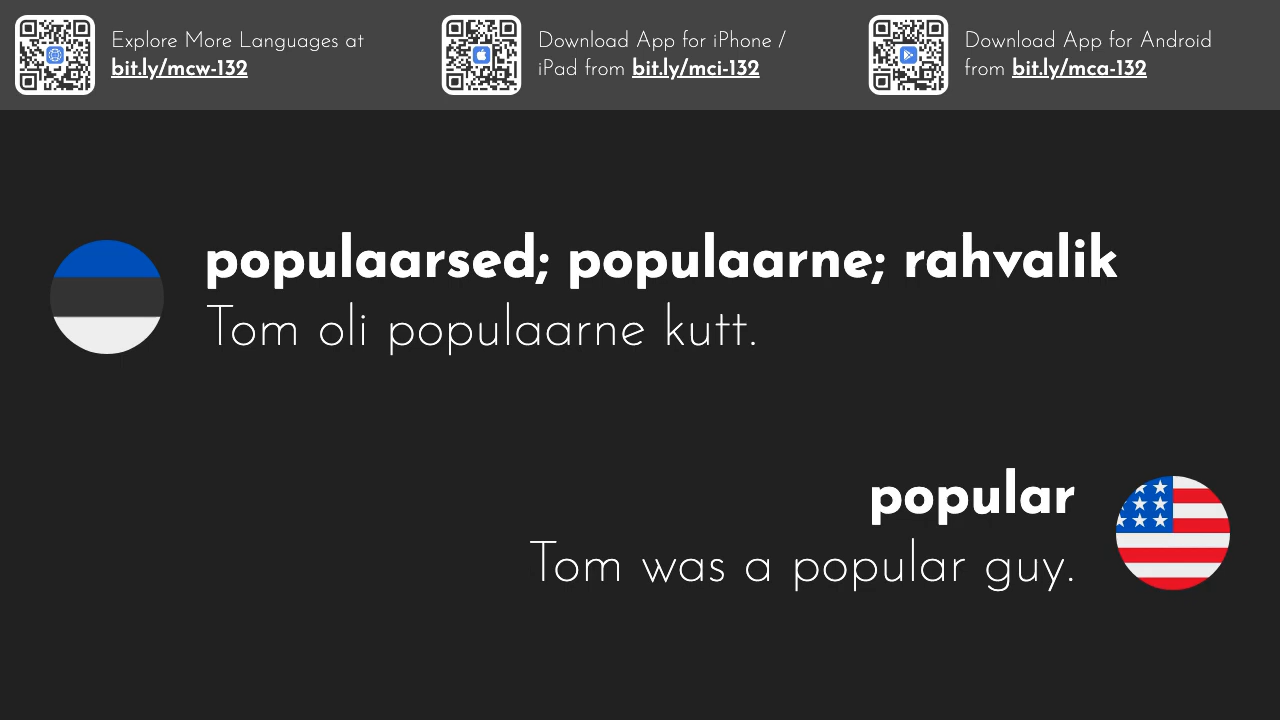 Explore More Languages at
bit.ly/mcw-132
Download App for iPhone /
iPad from bit.ly/mci-132
Download App for Android
from bit.ly/mca-132
populaarsed; populaarne; rahvalik
Tom oli populaarne kutt.
popular
Tom was a popular guy.